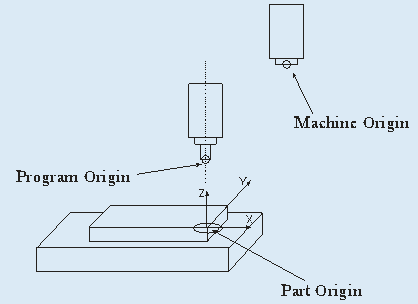 Machine Origin
Program Origin
Y
Z
X
Part Origin